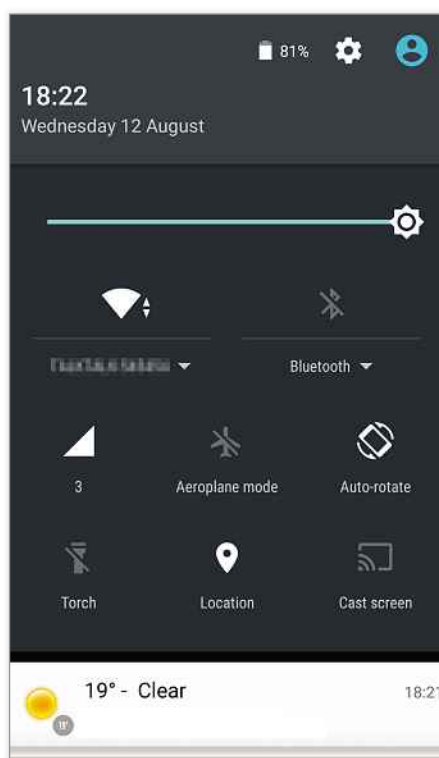 81%
18:22
Wednesday 12 August
Bluetooth
3 Aeroplane mode Auto-rotate
Torch Location Cast screen
19° - Clear 18:21